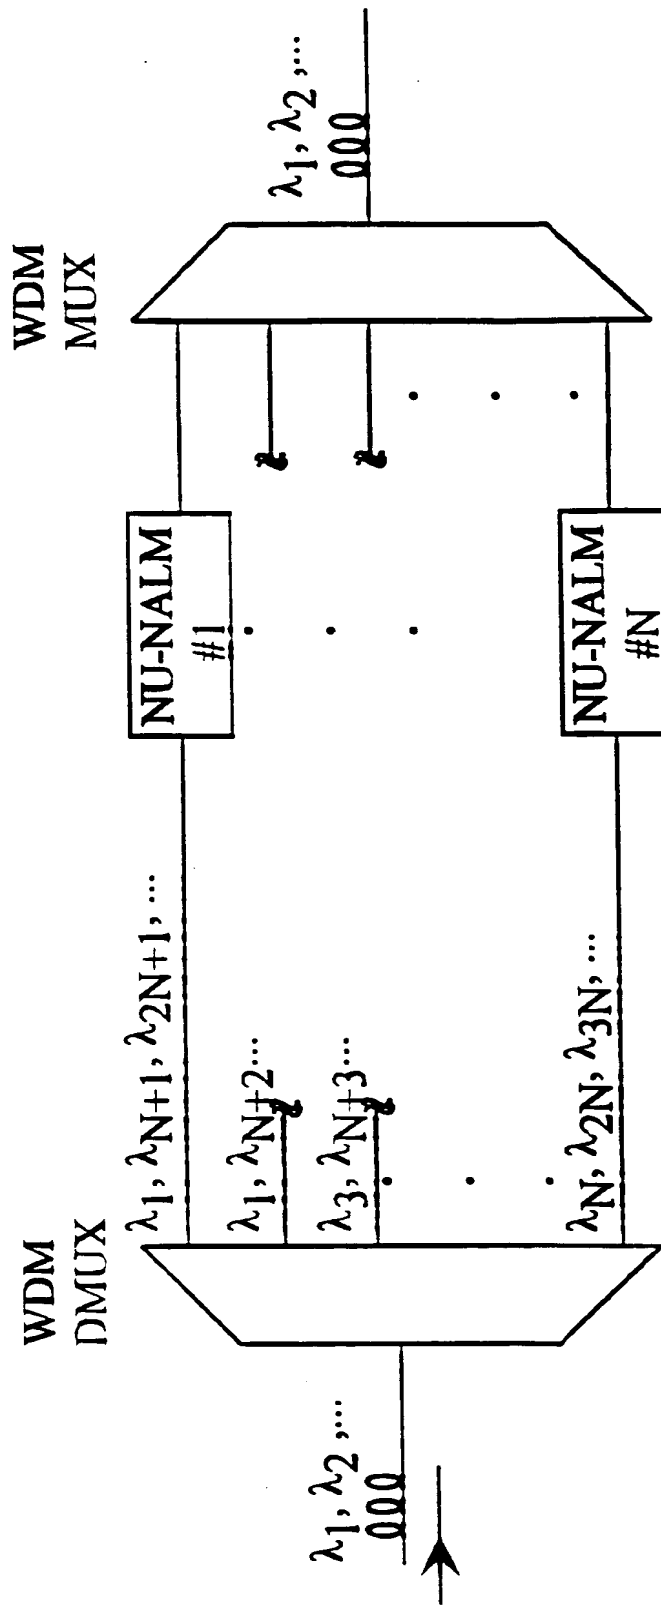 λ1, λ2 ,...
WDM
DMUX
λ1, λN+1, λ2N+1, ...
λ1, λN+2...
λ3, λN+3...
λN, λ2N, λ3N, ...
NU-NALM
#1
NU-NALM
#N
WDM
MUX
λ1, λ2 ,...